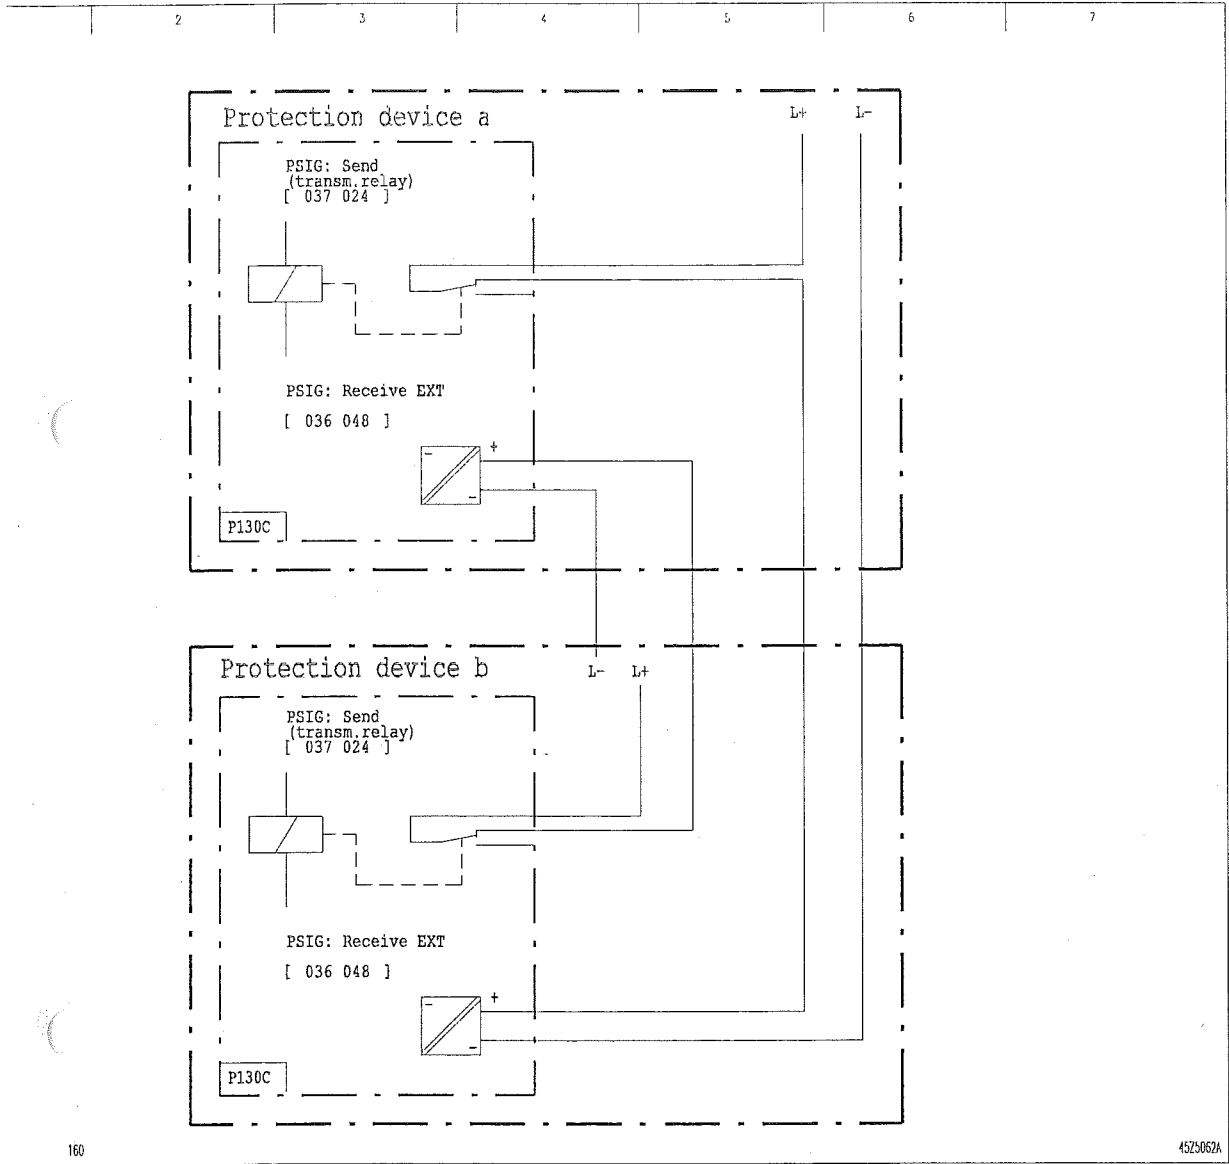 2 3 4 5 6 7
Protection device a
L+ L-
PSIG: Send
(transm.relay)
[ 037 024 ]
PSIG: Receive EXT
[ 036 048 ]
+
-
-
P130C
Protection device b
L- L+
PSIG: Send
(transm.relay)
[ 037 024 ]
PSIG: Receive EXT
[ 036 048 ]
+
-
-
P130C
160
45Z5062A